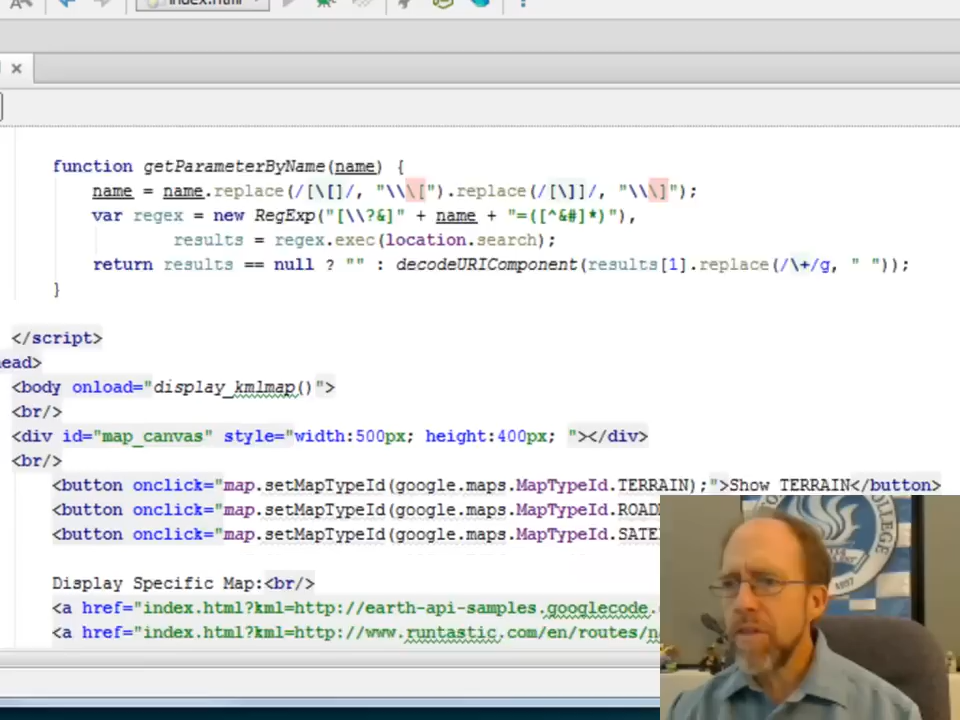 index.html
function getParameterByName(name) {
name = name.replace(/[\[]/, "\\\[").replace(/[\]]/, "\\\]");
var regex = new RegExp("[\\?&]" + name + "=([^&#]*)"),
results = regex.exec(location.search);
return results == null ? "" : decodeURIComponent(results[1].replace(/\+/g, " "));
}
</script>
ead>
<body onload="display_kmlmap()">
<br/>
<div id="map_canvas" style="width:500px; height:400px; "></div>
<br/>
<button onclick="map.setMapTypeId(google.maps.MapTypeId.TERRAIN);">Show TERRAIN</button>
<button onclick="map.setMapTypeId(google.maps.MapTypeId.ROAD
<button onclick="map.setMapTypeId(google.maps.MapTypeId.SATE
Display Specific Map:<br/>
<a href="index.html?kml=http://earth-api-samples.googlecode.
<a href="index.html?kml=http://www.runtastic.com/en/routes/n
COLLEGE
1957